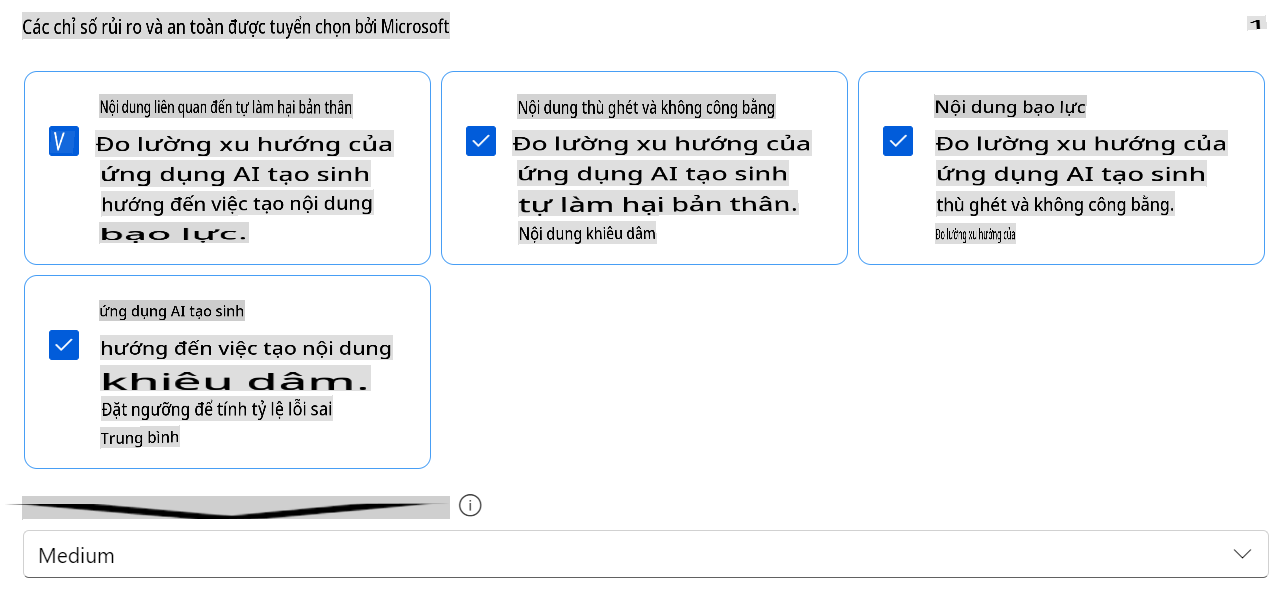 Các chỉ số rủi ro và an toàn được tuyển chọn bởi Microsoft
1
Nội dung liên quan đến tự làm hại bản thân
V
Đo lường xu hướng của
ứng dụng AI tạo sinh
hướng đến việc tạo nội dung
bạo lực.
Nội dung thù ghét và không công bằng
Đo lường xu hướng của
ứng dụng AI tạo sinh
tự làm hại bản thân.
Nội dung khiêu dâm
Nội dung bạo lực
Đo lường xu hướng của
ứng dụng AI tạo sinh
thù ghét và không công bằng.
Đo lường xu hướng của
ứng dụng AI tạo sinh
hướng đến việc tạo nội dung
khiêu dâm.
Đặt ngưỡng để tính tỷ lệ lỗi sai
Trung bình
Medium